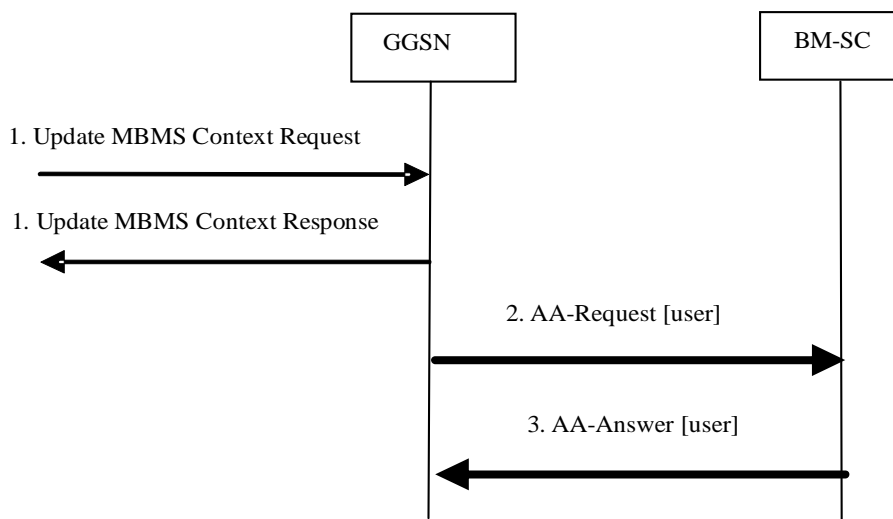 GGSN
BM-SC
1. Update MBMS Context Request
1. Update MBMS Context Response
2. AA-Request [user]
3. AA-Answer [user]